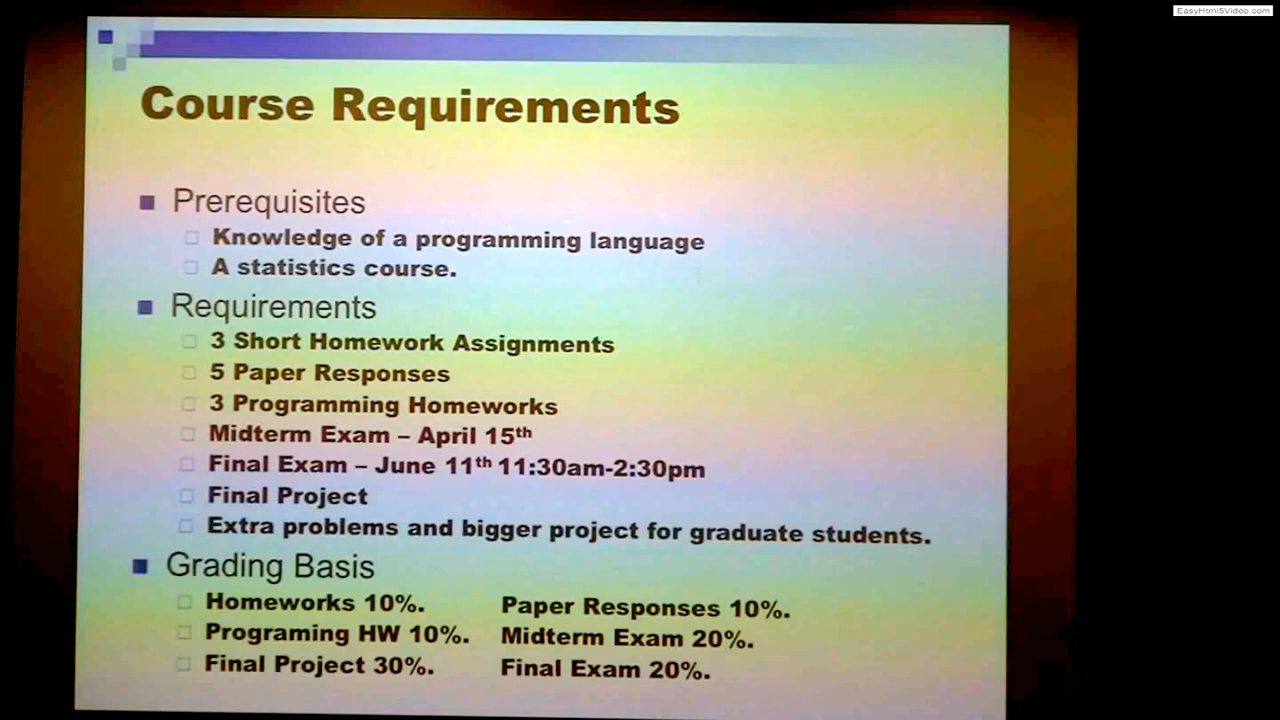 EasyHtml5Video.com
Course Requirements
Prerequisites
Knowledge of a programming language
A statistics course.
Requirements
3 Short Homework Assignments
5 Paper Responses
3 Programming Homeworks
Midterm Exam – April 15th
Final Exam – June 11th 11:30am-2:30pm
Final Project
Extra problems and bigger project for graduate students.
Grading Basis
Homeworks 10%. Paper Responses 10%.
Programing HW 10%. Midterm Exam 20%.
Final Project 30%. Final Exam 20%.